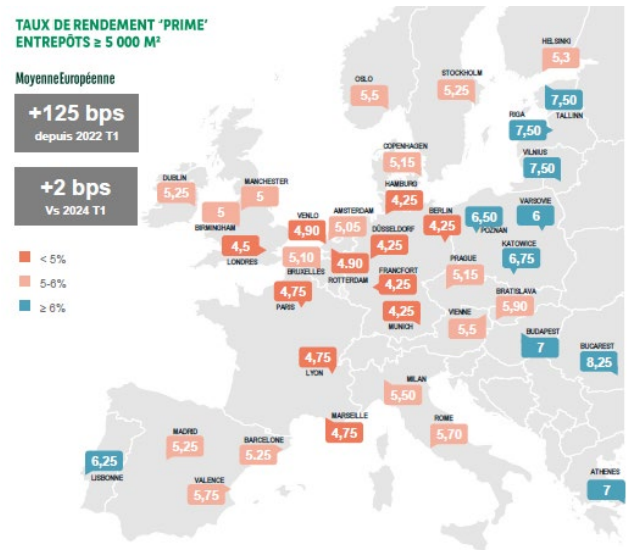 TAUX DE RENDEMENT ‘PRIME’
ENTREPÔTS ≥ 5 000 M²
MoyenneEuropéenne
+125 bps
depuis 2022 T1
+2 bps
Vs 2024 T1
< 5%
5-6%
≥ 6%
HELSINKI
5,3
OSLO
5,5
STOCKHOLM
5,25
7,50
TALLINN
RIGA
7,50
VILNIUS
7,50
COPENHAGEN
5,15
DUBLIN
5,25
MANCHESTER
5
5
BIRMINGHAM
HAMBURG
4,25
VENLO
4,90
AMSTERDAM
5,05
DÜSSELDORF
4,25
BERLIN
4,25
6,50
POZNAN
VARSOVIE
6
4,5
LONDRES
5,10
BRUXELLES
4.90
ROTTERDAM
FRANCFORT
4,25
PRAGUE
5,15
KATOWICE
6,75
4,75
PARIS
4,25
MUNICH
VIENNE
5,5
BRATISLAVA
5,90
BUDAPEST
7
BUCAREST
8,25
4,75
LYON
MILAN
5,50
MARSEILLE
4,75
ROME
5,70
MADRID
5,25
BARCELONE
5.25
6,25
LISBONNE
VALENCE
5,75
ATHENES
7